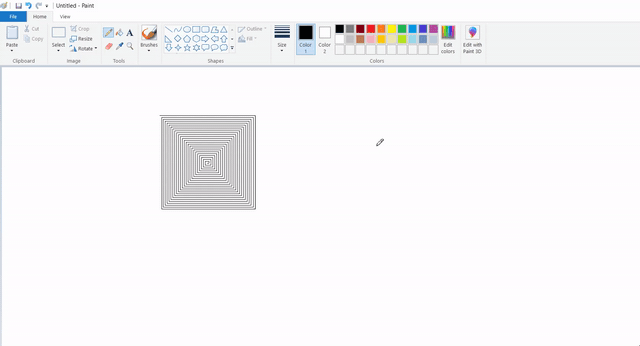 Untitled - Paint
File Home View
Paste
Cut
Copy
Clipboard
Select
Crop
Resize
Rotate
Image
A
Tools
Brushes
Outline
Fill
Shapes
Size
Color
1
Color
2
Edit
colors
Colors
Edit with
Paint 3D